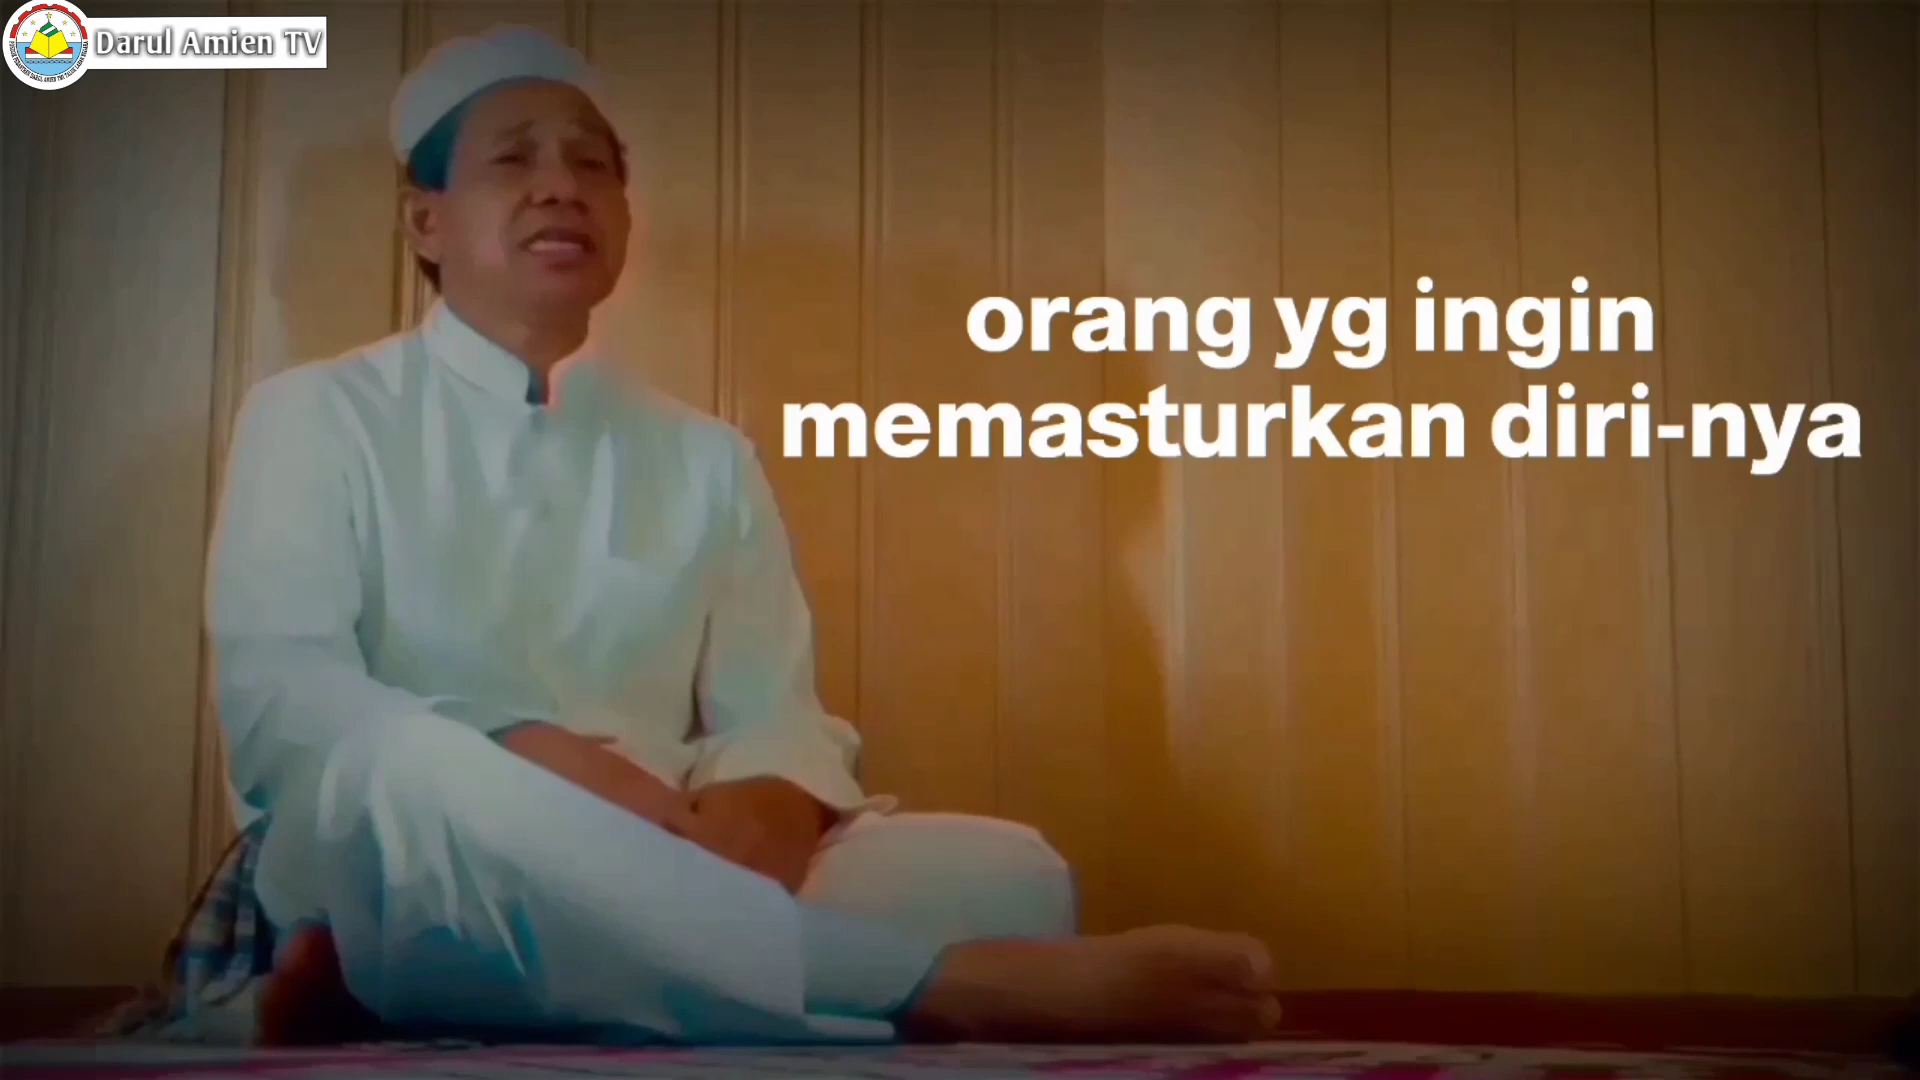 Darul Amien TV
orang yg ingin
memasturkan diri-nya